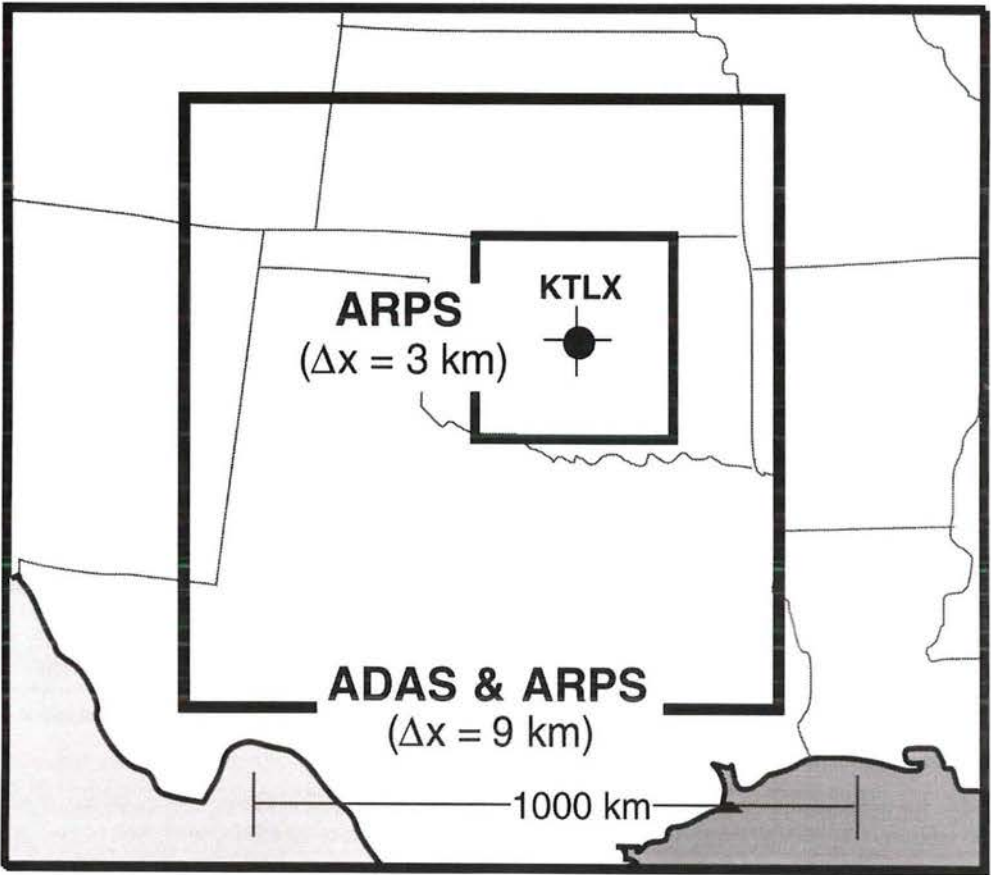 KTLX
ARPS
(Δx = 3 km)
ADAS & ARPS
(Δx = 9 km)
1000 km